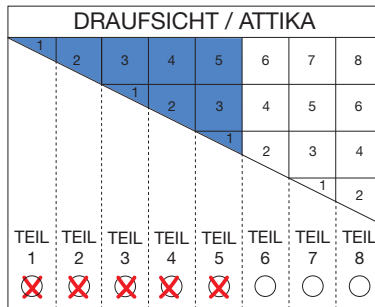 DRAUFSICHT / ATTIKA
1 2 3 4 5 6 7 8
1 2 3 4 5 6
1 2 3 4
1 2
TEIL TEIL TEIL TEIL TEIL TEIL TEIL TEIL
1 2 3 4 5 6 7 8